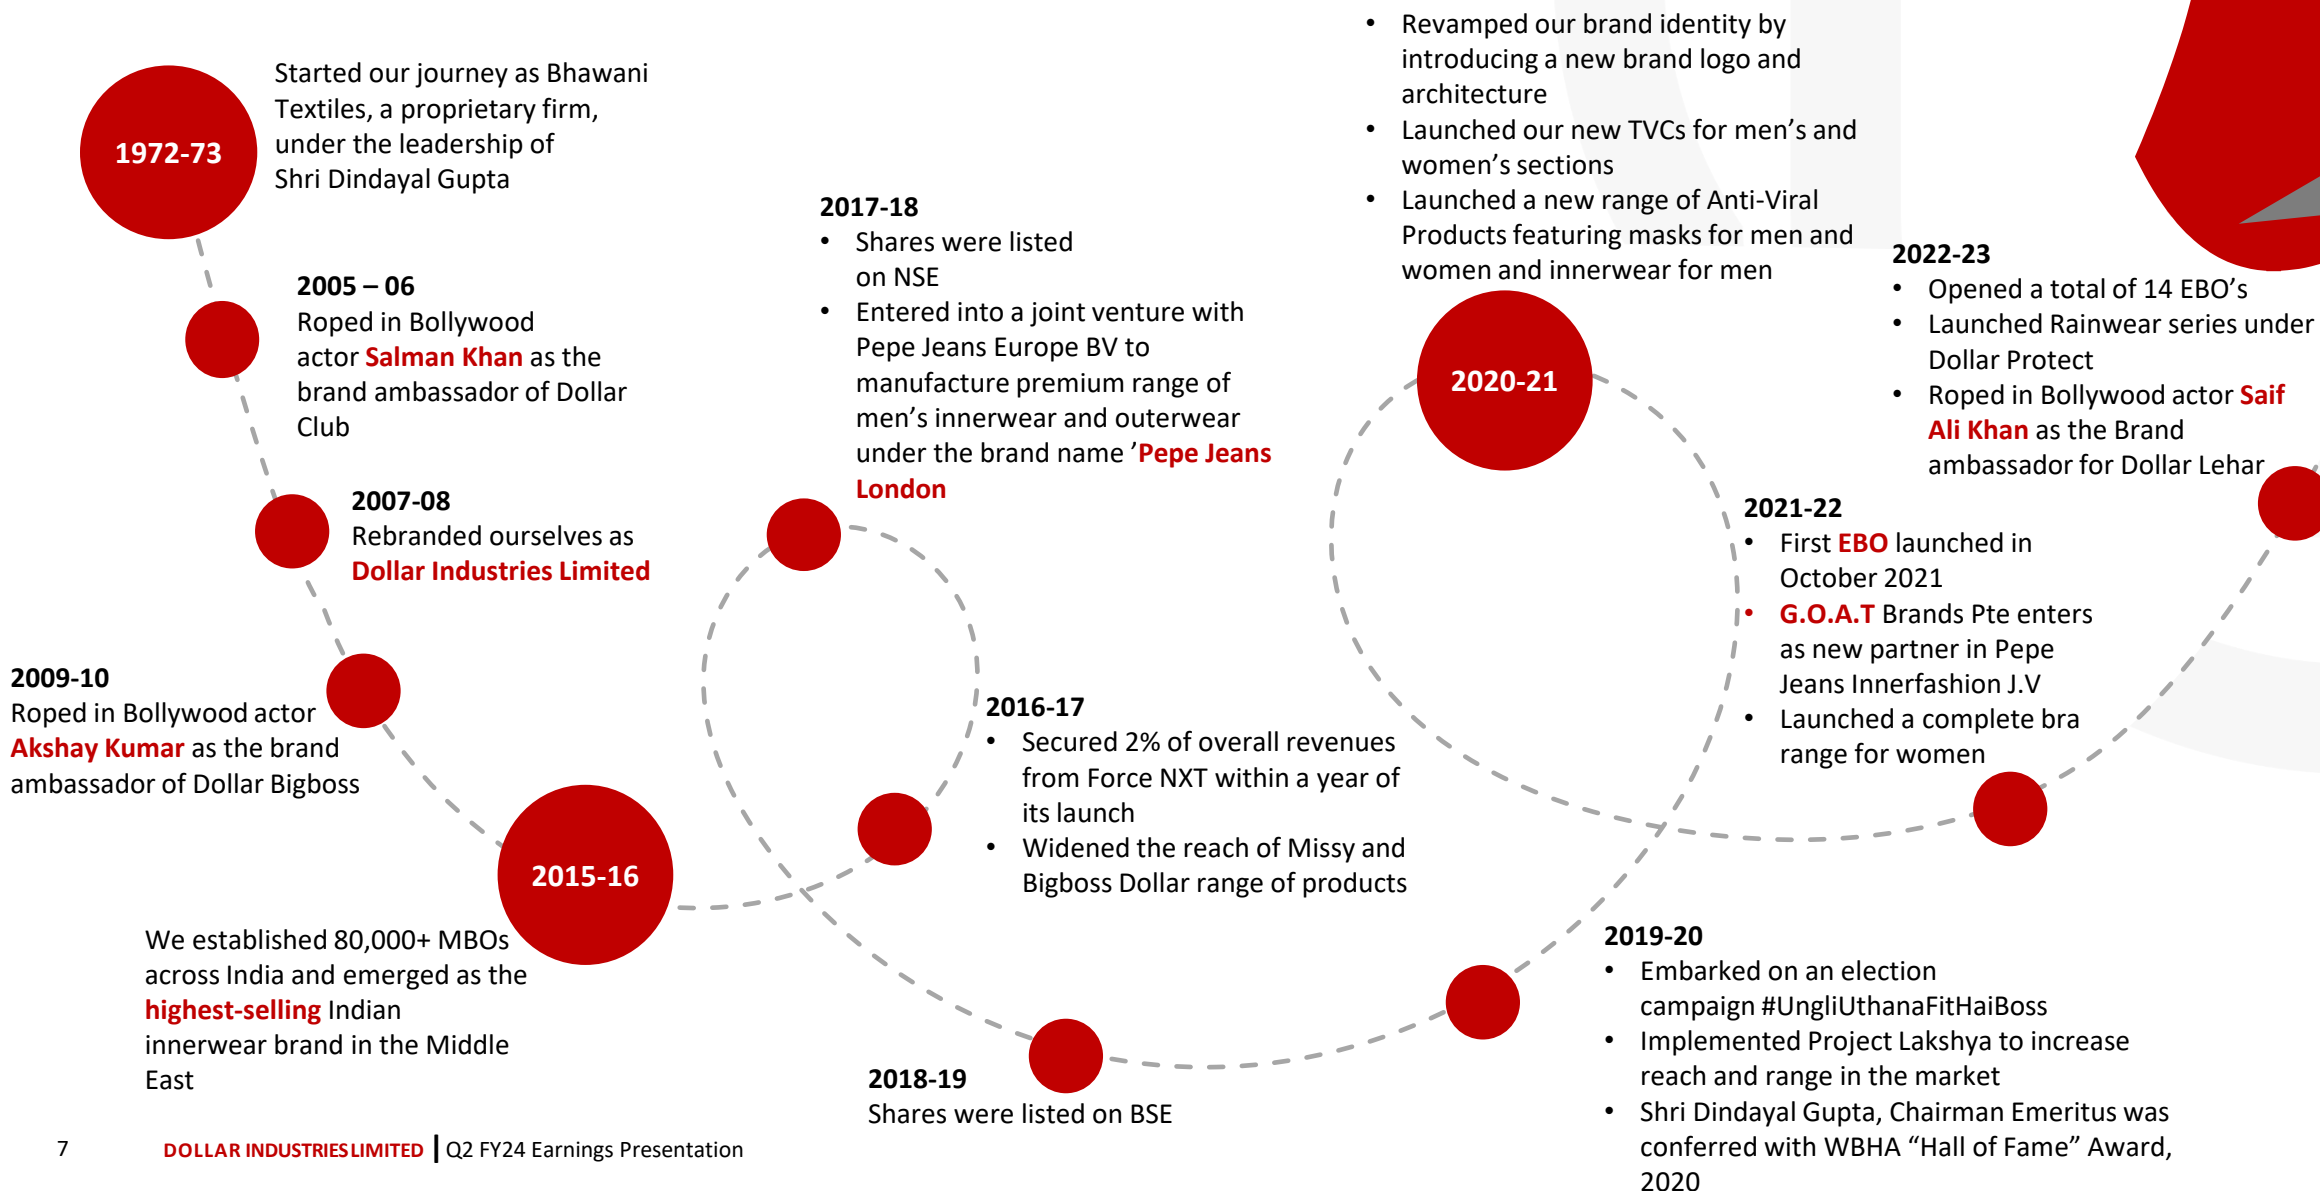 1972-73
Started our journey as Bhawani
Textiles, a proprietary firm,
under the leadership of
Shri Dindayal Gupta
2005 – 06
Roped in Bollywood
actor Salman Khan as the
brand ambassador of Dollar
Club
2007-08
Rebranded ourselves as
Dollar Industries Limited
2009-10
Roped in Bollywood actor
Akshay Kumar as the brand
ambassador of Dollar Bigboss
2015-16
We established 80,000+ MBOs
across India and emerged as the
highest-selling Indian
innerwear brand in the Middle
East
2016-17
• Secured 2% of overall revenues
from Force NXT within a year of
its launch
• Widened the reach of Missy and
Bigboss Dollar range of products
2017-18
• Shares were listed
on NSE
• Entered into a joint venture with
Pepe Jeans Europe BV to
manufacture premium range of
men’s innerwear and outerwear
under the brand name ’Pepe Jeans
London
2018-19
Shares were listed on BSE
2019-20
• Embarked on an election
campaign #UngliUthanaFitHaiBoss
• Implemented Project Lakshya to increase
reach and range in the market
• Shri Dindayal Gupta, Chairman Emeritus was
conferred with WBHA “Hall of Fame” Award,
2020
• Revamped our brand identity by
introducing a new brand logo and
architecture
• Launched our new TVCs for men’s and
women’s sections
• Launched a new range of Anti-Viral
Products featuring masks for men and
women and innerwear for men
2020-21
2021-22
• First EBO launched in
October 2021
• G.O.A.T Brands Pte enters
as new partner in Pepe
Jeans Innerfashion J.V
• Launched a complete bra
range for women
2022-23
• Opened a total of 14 EBO’s
• Launched Rainwear series under
Dollar Protect
• Roped in Bollywood actor Saif
Ali Khan as the Brand
ambassador for Dollar Lehar
7
DOLLAR INDUSTRIES LIMITED | Q2 FY24 Earnings Presentation